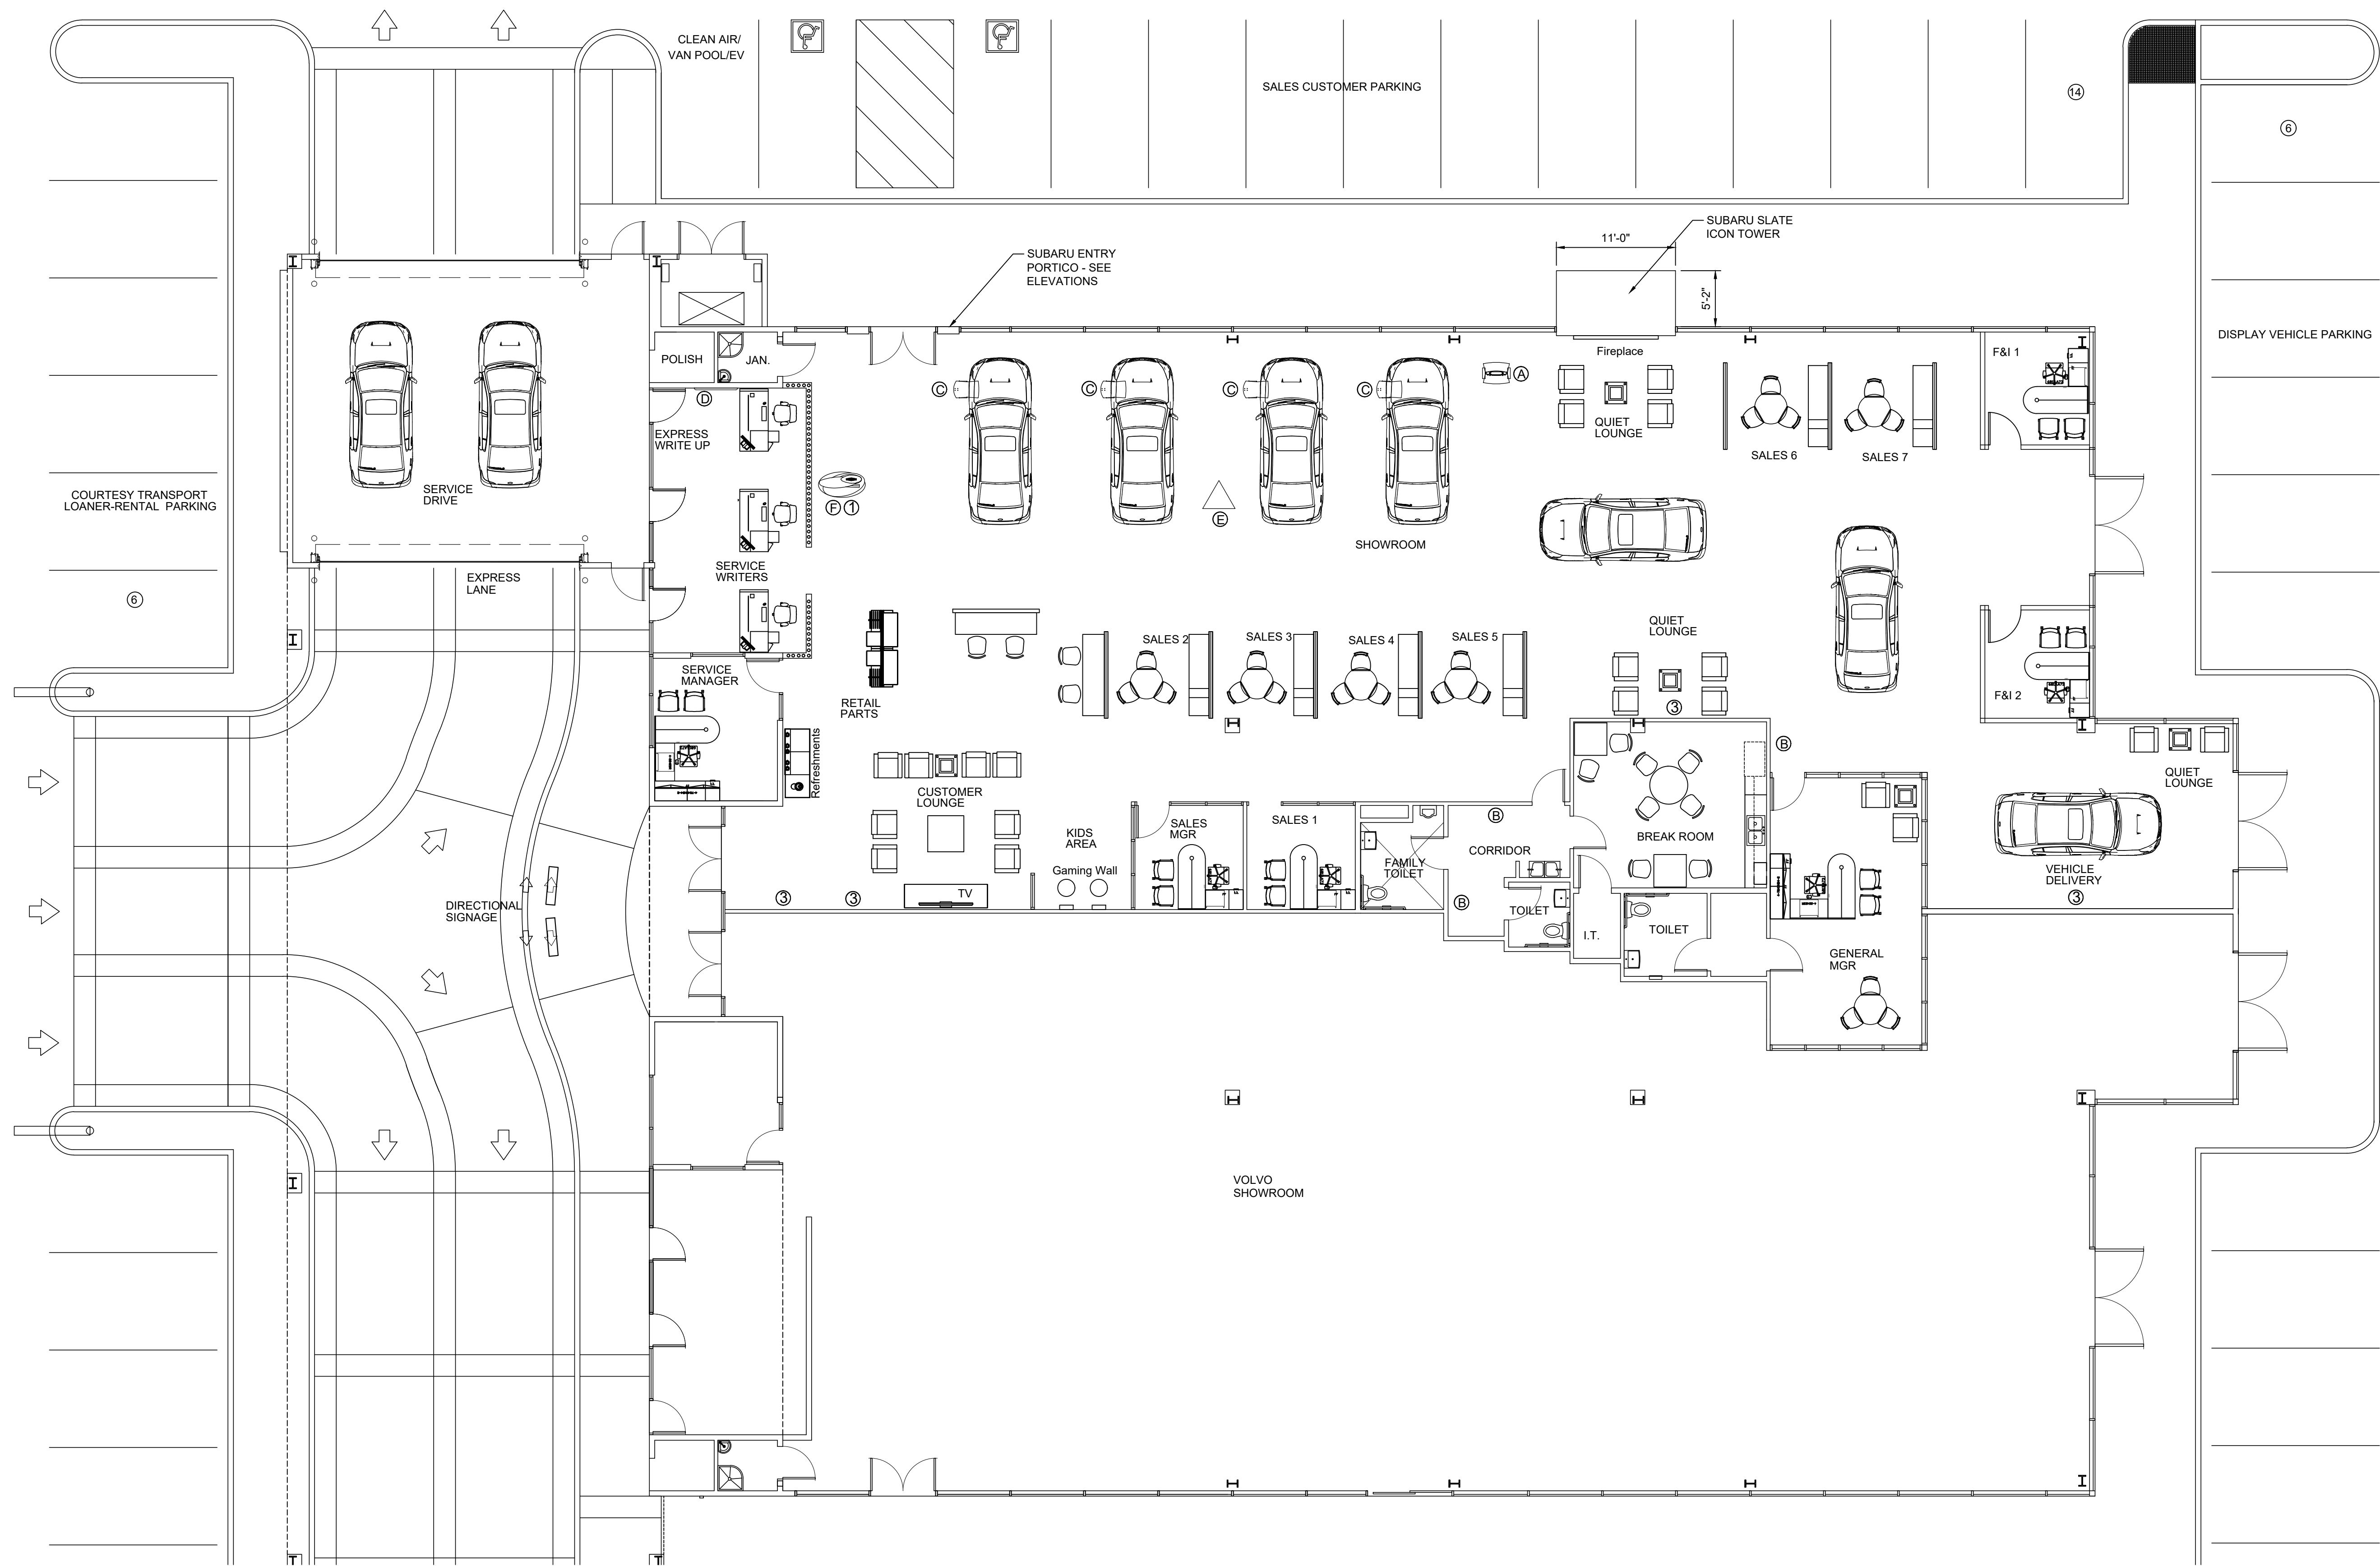 CLEAN AIR/
VAN POOL/EV
SALES CUSTOMER PARKING
14
6
SUBARU SLATE
ICON TOWER
11'-0"
5'-2"
SUBARU ENTRY
PORTICO - SEE
ELEVATIONS
DISPLAY VEHICLE PARKING
POLISH
JAN.
Fireplace
F&I 1
C
C
C
C
A
D
EXPRESS
WRITE UP
QUIET
LOUNGE
SALES 6
SALES 7
COURTESY TRANSPORT
LOANER-RENTAL PARKING
SERVICE
DRIVE
F
1
E
SHOWROOM
SERVICE
WRITERS
EXPRESS
LANE
6
SALES 2
SALES 3
SALES 4
SALES 5
QUIET
LOUNGE
SERVICE
MANAGER
F&I 2
RETAIL
PARTS
3
Refreshments
B
QUIET
LOUNGE
CUSTOMER
LOUNGE
KIDS
AREA
SALES
MGR
SALES 1
B
BREAK ROOM
CORRIDOR
FAMILY
TOILET
Gaming Wall
VEHICLE
DELIVERY
TV
3
3
3
B
DIRECTIONAL
SIGNAGE
TOILET
I.T.
TOILET
GENERAL
MGR
VOLVO
SHOWROOM